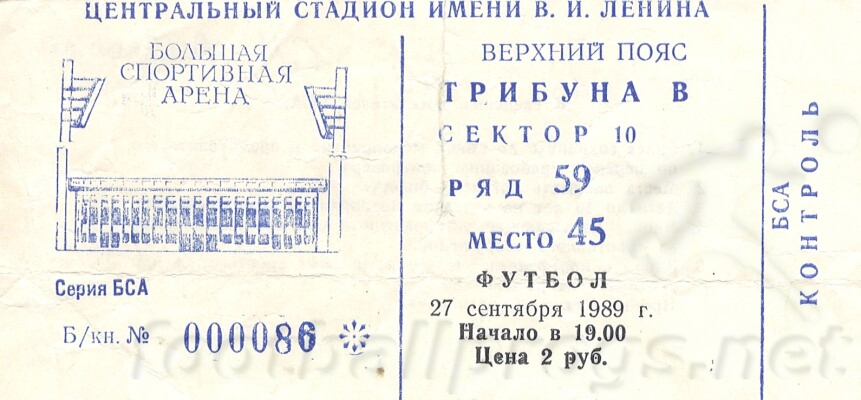 ЦЕНТРАЛЬНЫЙ СТАДИОН ИМЕНИ В. И. ЛЕНИНА
БОЛЬШАЯ
СПОРТИВНАЯ
АРЕНА
Серия БСА
Б/кн. № 000086
ВЕРХНИЙ ПОЯС
ТРИБУНА В
СЕКТОР 10
РЯД 59
МЕСТО 45
ФУТБОЛ
27 сентября 1989 г.
Начало в 19.00
Цена 2 руб.
БСА
КОНТРОЛЬ
footballprogs.net